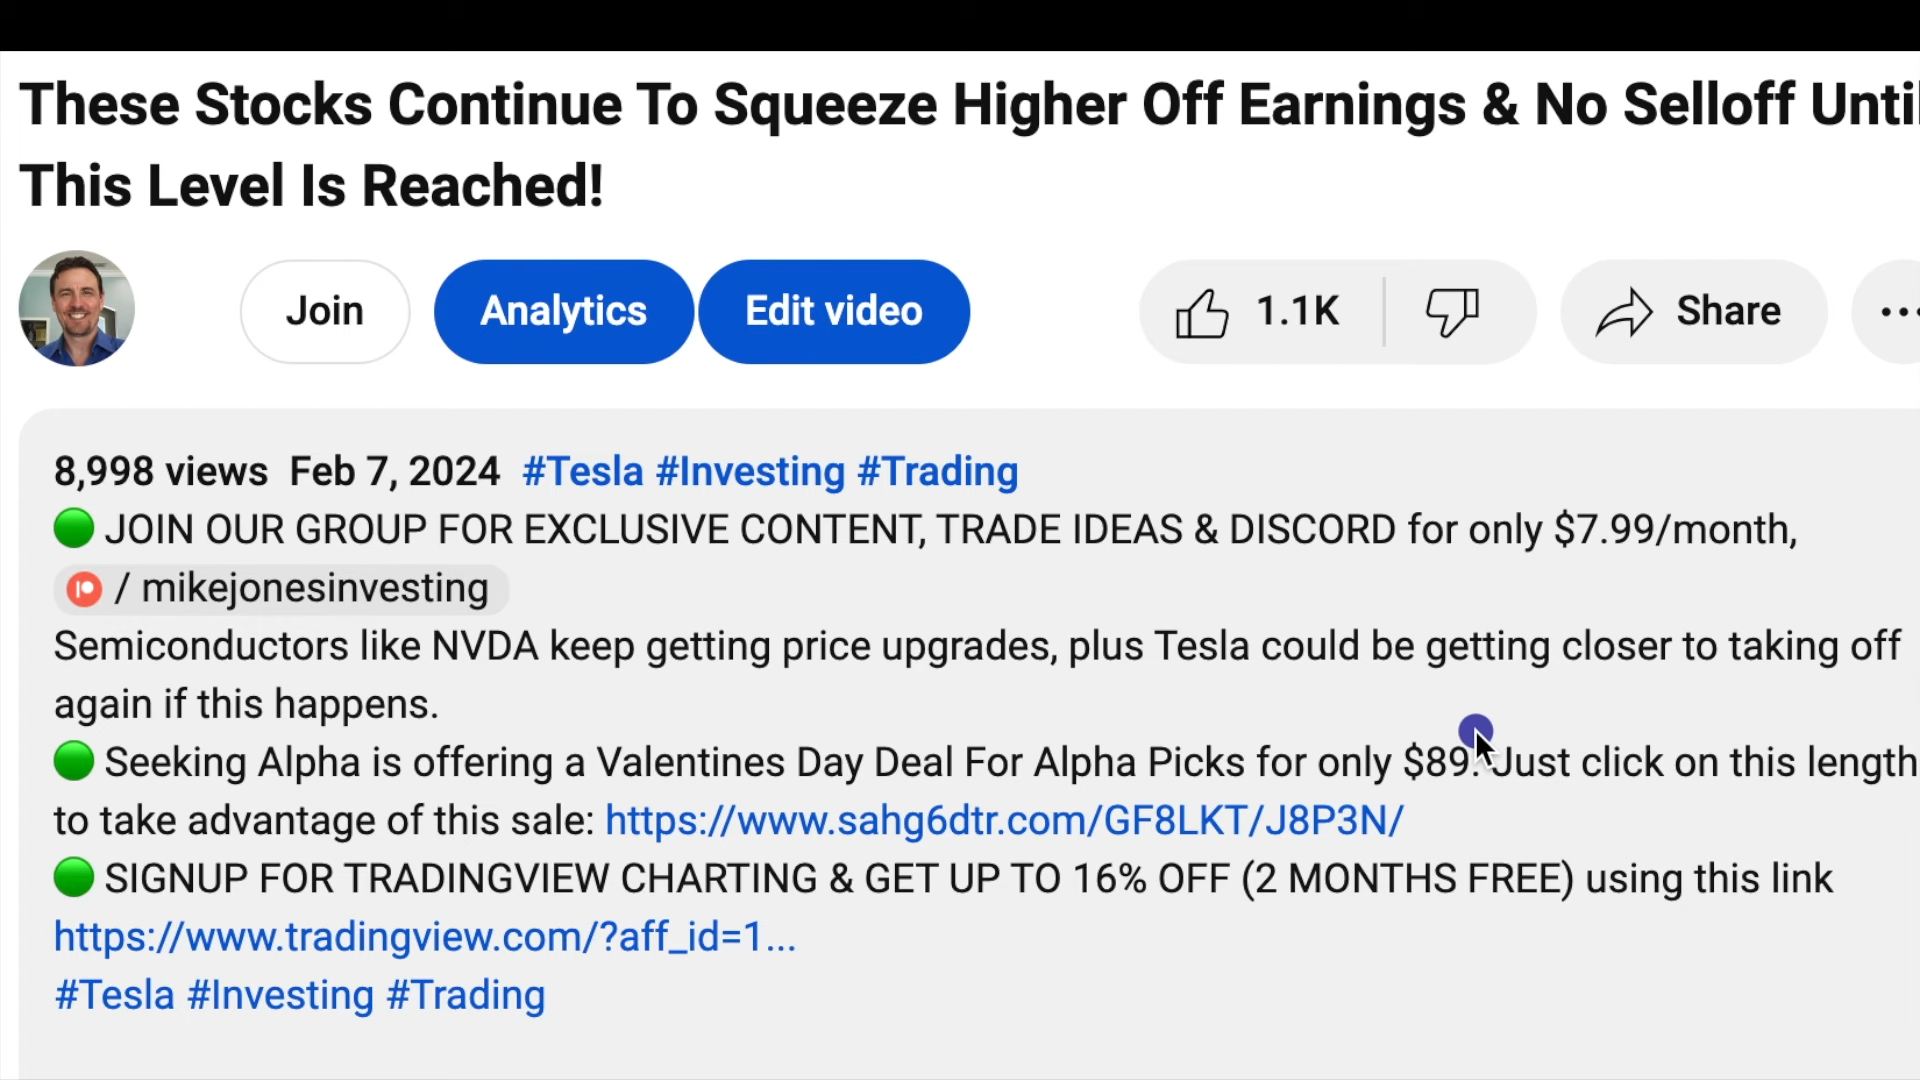 These Stocks Continue To Squeeze Higher Off Earnings & No Selloff Until
This Level Is Reached!
Join Analytics Edit video 1.1K Share
8,998 views Feb 7, 2024 #Tesla #Investing #Trading
JOIN OUR GROUP FOR EXCLUSIVE CONTENT, TRADE IDEAS & DISCORD for only $7.99/month,
/ mikejonesinvesting
Semiconductors like NVDA keep getting price upgrades, plus Tesla could be getting closer to taking off
again if this happens.
Seeking Alpha is offering a Valentines Day Deal For Alpha Picks for only $89. Just click on this length
to take advantage of this sale: https://www.sahg6dtr.com/GF8LKT/J8P3N/
SIGNUP FOR TRADINGVIEW CHARTING & GET UP TO 16% OFF (2 MONTHS FREE) using this link
https://www.tradingview.com/?aff_id=1...
#Tesla #Investing #Trading